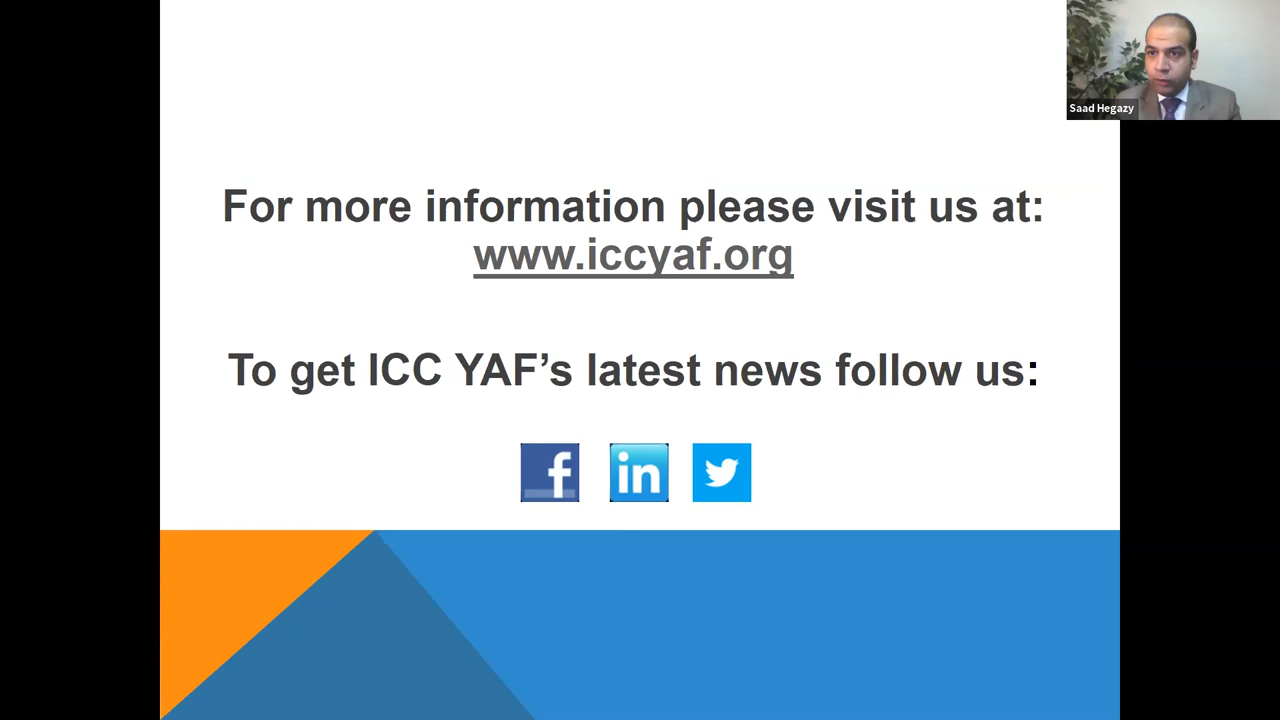 Saad Hegazy
For more information please visit us at:
www.iccyaf.org
To get ICC YAF’s latest news follow us:
f in